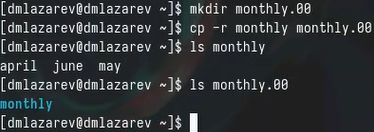 [dmlazarev@dmlazarev ~]$ mkdir monthly.00
[dmlazarev@dmlazarev ~]$ cp -r monthly monthly.00
[dmlazarev@dmlazarev ~]$ ls monthly
april  june  may
[dmlazarev@dmlazarev ~]$ ls monthly.00
monthly
[dmlazarev@dmlazarev ~]$